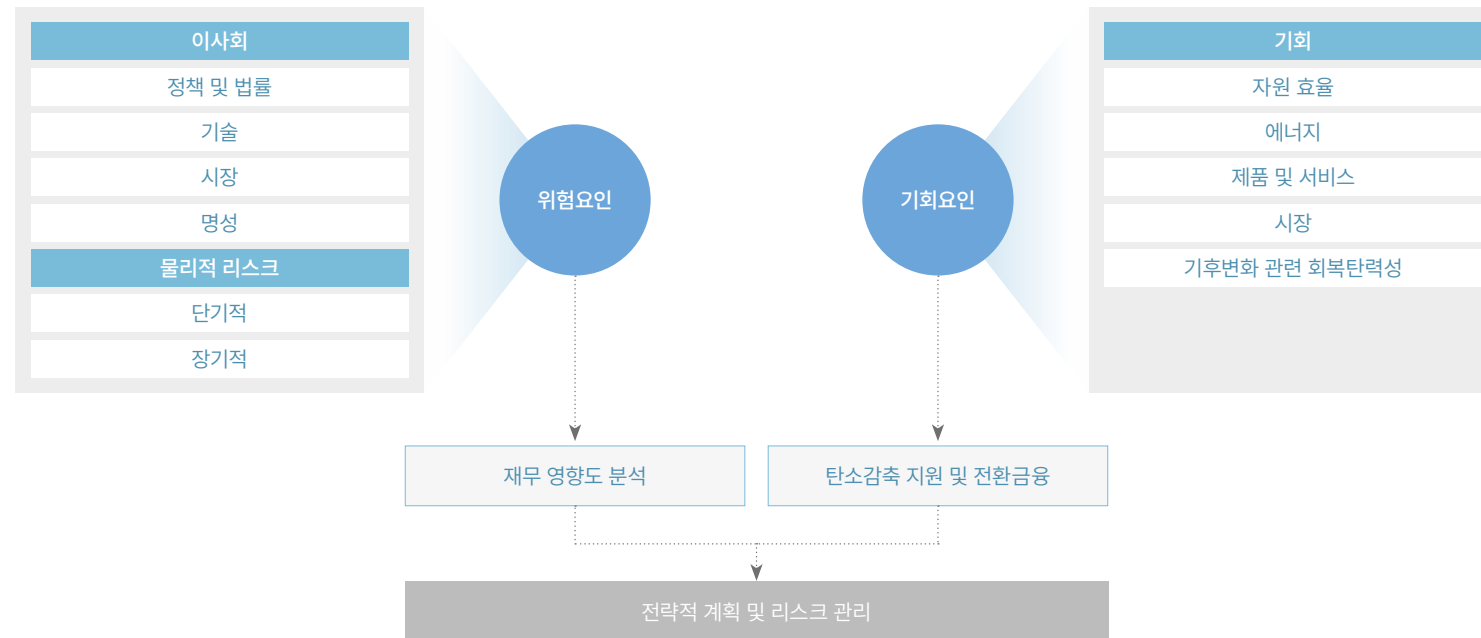 이사회
정책 및 법률
기술
시장
명성
물리적 리스크
단기적
장기적
위험요인
기회요인
기회
자원 효율
에너지
제품 및 서비스
시장
기후변화 관련 회복탄력성
재무 영향도 분석
탄소감축 지원 및 전환금융
전략적 계획 및 리스크 관리